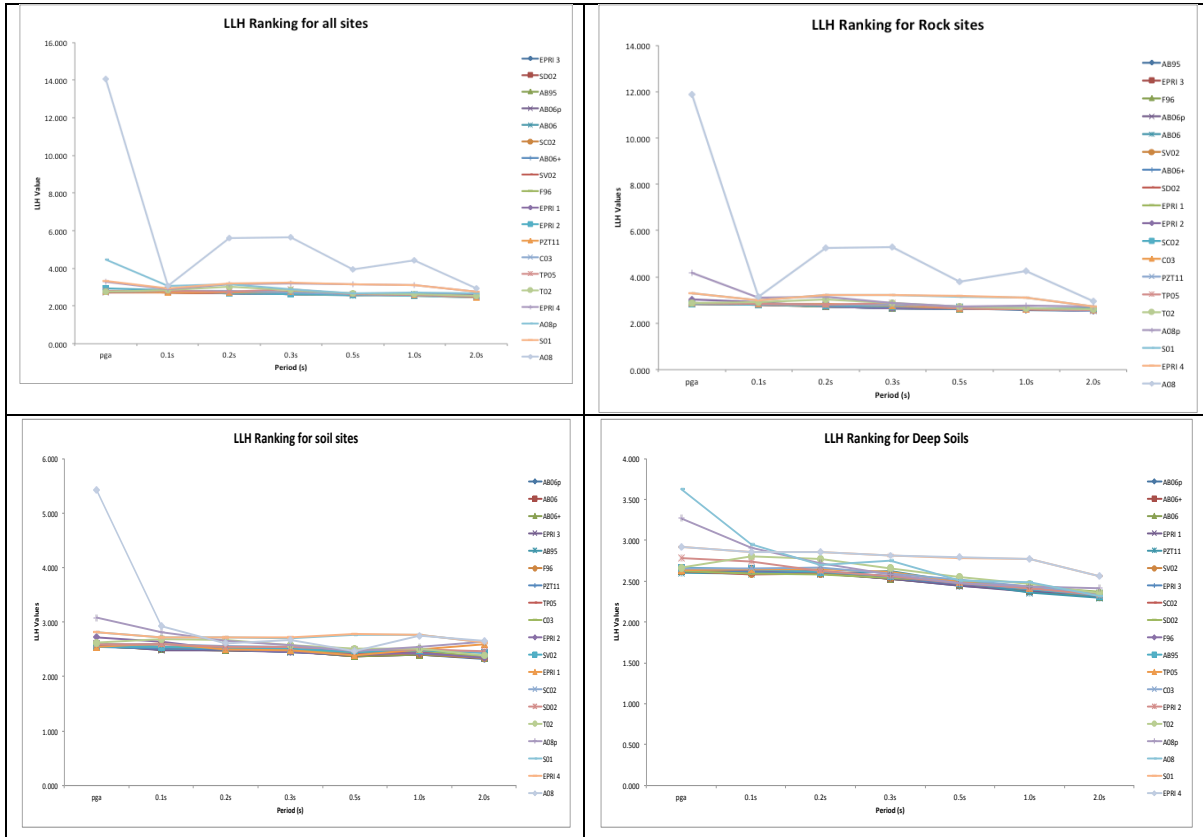 LLH Ranking for all sites
16.000
14.000
12.000
10.000
8.000
6.000
4.000
2.000
0.000
LLH Value
pga 0.1s 0.2s 0.3s 0.5s 1.0s 2.0s
Period (s)
EPRI 3
SD02
AB95
AB06p
AB06
SC02
AB06+
SV02
F96
EPRI 1
EPRI 2
PZT11
C03
TP05
T02
EPRI 4
A08p
S01
A08
LLH Ranking for Rock sites
14.000
12.000
10.000
8.000
6.000
4.000
2.000
0.000
LLH Values
pga 0.1s 0.2s 0.3s 0.5s 1.0s 2.0s
Period (s)
AB95
EPRI 3
F96
AB06p
AB06
SV02
AB06+
SD02
EPRI 1
EPRI 2
SC02
C03
PZT11
TP05
T02
A08p
S01
EPRI 4
A08
LLH Ranking for soil sites
6.000
5.000
4.000
3.000
2.000
1.000
0.000
LLH Values
pga 0.1s 0.2s 0.3s 0.5s 1.0s 2.0s
Period (s)
AB06p
AB06
AB06+
EPRI 3
AB95
F96
PZT11
TP05
C03
EPRI 2
SV02
EPRI 1
SC02
SD02
T02
A08p
S01
EPRI 4
A08
LLH Ranking for Deep Soils
4.000
3.500
3.000
2.500
2.000
1.500
1.000
0.500
0.000
LLH Values
pga 0.1s 0.2s 0.3s 0.5s 1.0s 2.0s
Period (s)
AB06p
AB06+
AB06
EPRI 1
PZT11
SV02
EPRI 3
SC02
SD02
F96
AB95
TP05
C03
EPRI 2
T02
A08p
A08
S01
EPRI 4